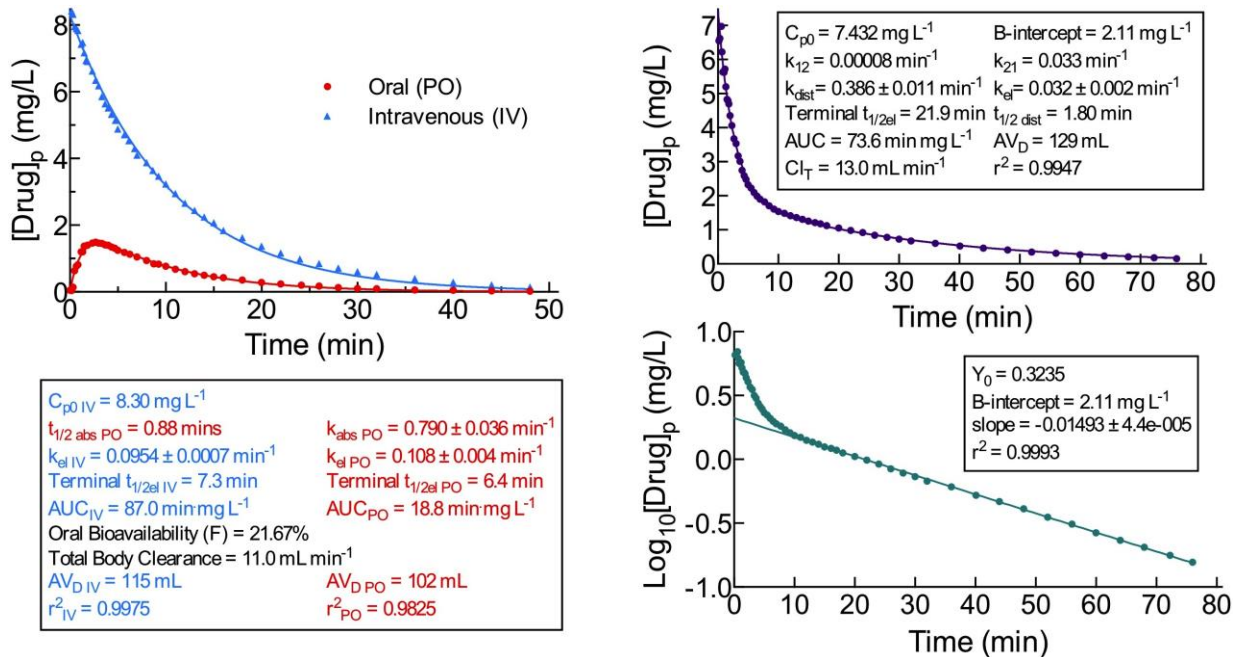 [Drug]p (mg/L)
8
6
4
2
0
Oral (PO)
Intravenous (IV)
0 10 20 30 40 50
Time (min)
Cp0 IV = 8.30 mg L-1
t1/2 abs PO = 0.88 mins kabs PO = 0.790 ± 0.036 min-1
kel IV = 0.0954 ± 0.0007 min-1 kel PO = 0.108 ± 0.004 min-1
Terminal t1/2el IV = 7.3 min Terminal t1/2el PO = 6.4 min
AUCIV = 87.0 min·mg L-1 AUCPO = 18.8 min·mg L-1
Oral Bioavailability (F) = 21.67%
Total Body Clearance = 11.0 mL min-1
AVD IV = 115 mL AVD PO = 102 mL
r2IV = 0.9975 r2PO = 0.9825
[Drug]p (mg/L)
7
6
5
4
3
2
1
0
Cp0 = 7.432 mg L-1 B-intercept = 2.11 mg L-1
k12 = 0.00008 min-1 k21 = 0.033 min-1
kdist = 0.386 ± 0.011 min-1 kel = 0.032 ± 0.002 min-1
Terminal t1/2el = 21.9 min t1/2 dist = 1.80 min
AUC = 73.6 min mg L-1 AVD = 129 mL
ClT = 13.0 mL min-1 r2 = 0.9947
0 10 20 30 40 50 60 70 80
Time (min)
Log10[Drug]p (mg/L)
1.0
0.5
0.0
-0.5
-1.0
Y0 = 0.3235
B-intercept = 2.11 mg L-1
slope = -0.01493 ± 4.4e-005
r2 = 0.9993
0 10 20 30 40 50 60 70 80
Time (min)